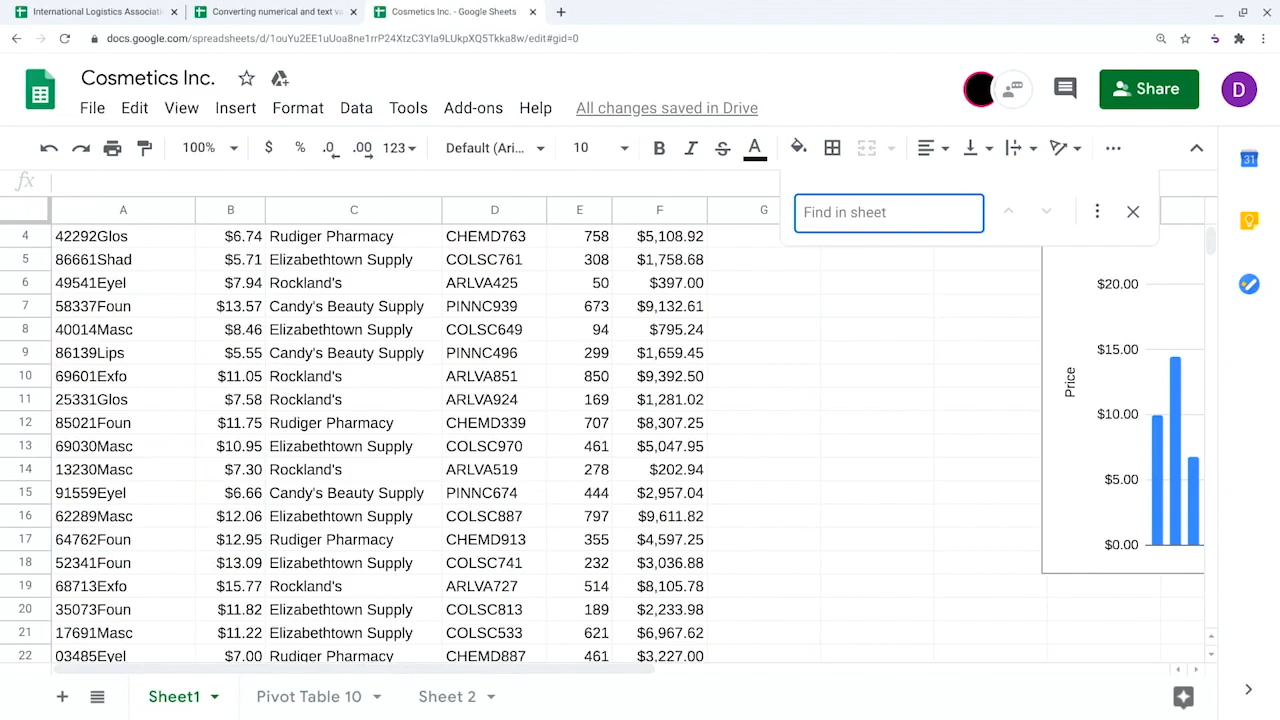 International Logistics Associati
Converting numerical and text va
Cosmetics Inc. - Google Sheets
docs.google.com/spreadsheets/d/1ouYu2EE1uUoa8ne1rrP24XtzC3YIa9LUkpXQ5Tkka8w/edit#gid=0
Cosmetics Inc.
File Edit View Insert Format Data Tools Add-ons Help All changes saved in Drive
Share
D
100% $ % .0 .00 123 Default (Ari... 10 B I S A
fx
Find in sheet
A B C D E F G
4 42292Glos $6.74 Rudiger Pharmacy CHEMD763 758 $5,108.92
5 86661Shad $5.71 Elizabethtown Supply COLSC761 308 $1,758.68
6 49541Eyel $7.94 Rockland's ARLVA425 50 $397.00
7 58337Foun $13.57 Candy's Beauty Supply PINNC939 673 $9,132.61
8 40014Masc $8.46 Elizabethtown Supply COLSC649 94 $795.24
9 86139Lips $5.55 Candy's Beauty Supply PINNC496 299 $1,659.45
10 69601Exfo $11.05 Rockland's ARLVA851 850 $9,392.50
11 25331Glos $7.58 Rockland's ARLVA924 169 $1,281.02
12 85021Foun $11.75 Rudiger Pharmacy CHEMD339 707 $8,307.25
13 69030Masc $10.95 Elizabethtown Supply COLSC970 461 $5,047.95
14 13230Masc $7.30 Rockland's ARLVA519 278 $202.94
15 91559Eyel $6.66 Candy's Beauty Supply PINNC674 444 $2,957.04
16 62289Masc $12.06 Elizabethtown Supply COLSC887 797 $9,611.82
17 64762Foun $12.95 Rudiger Pharmacy CHEMD913 355 $4,597.25
18 52341Foun $13.09 Elizabethtown Supply COLSC741 232 $3,036.88
19 68713Exfo $15.77 Rockland's ARLVA727 514 $8,105.78
20 35073Foun $11.82 Elizabethtown Supply COLSC813 189 $2,233.98
21 17691Masc $11.22 Elizabethtown Supply COLSC533 621 $6,967.62
22 03485Eyel $7.00 Rudiger Pharmacy CHEMD887 461 $3,227.00
Price
$20.00
$15.00
$10.00
$5.00
$0.00
31
Sheet1 Pivot Table 10 Sheet 2